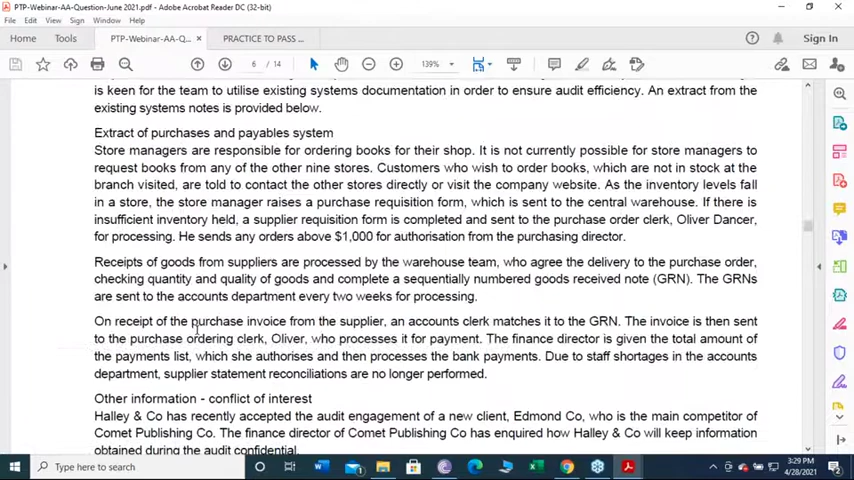 PTP-Webinar-AA-Question-June 2021.pdf - Adobe Acrobat Reader DC (32-bit)
File Edit View Sign Window Help
Home Tools PTP-Webinar-AA-Q... × PRACTICE TO PASS ... Sign In
6 / 14 139%
is keen for the team to utilise existing systems documentation in order to ensure audit efficiency. An extract from the
existing systems notes is provided below.
Extract of purchases and payables system
Store managers are responsible for ordering books for their shop. It is not currently possible for store managers to
request books from any of the other nine stores. Customers who wish to order books, which are not in stock at the
branch visited, are told to contact the other stores directly or visit the company website. As the inventory levels fall
in a store, the store manager raises a purchase requisition form, which is sent to the central warehouse. If there is
insufficient inventory held, a supplier requisition form is completed and sent to the purchase order clerk, Oliver Dancer,
for processing. He sends any orders above $1,000 for authorisation from the purchasing director.
Receipts of goods from suppliers are processed by the warehouse team, who agree the delivery to the purchase order,
checking quantity and quality of goods and complete a sequentially numbered goods received note (GRN). The GRNs
are sent to the accounts department every two weeks for processing.
On receipt of the purchase invoice from the supplier, an accounts clerk matches it to the GRN. The invoice is then sent
to the purchase ordering clerk, Oliver, who processes it for payment. The finance director is given the total amount of
the payments list, which she authorises and then processes the bank payments. Due to staff shortages in the accounts
department, supplier statement reconciliations are no longer performed.
Other information - conflict of interest
Halley & Co has recently accepted the audit engagement of a new client, Edmond Co, who is the main competitor of
Comet Publishing Co. The finance director of Comet Publishing Co has enquired how Halley & Co will keep information
obtained during the audit confidential.
Type here to search
3:29 PM
4/28/2021